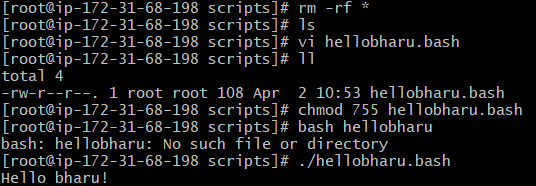 [root@ip-172-31-68-198 scripts]# rm -rf *
[root@ip-172-31-68-198 scripts]# ls
[root@ip-172-31-68-198 scripts]# vi hellobharu.bash
[root@ip-172-31-68-198 scripts]# ll
total 4
-rw-r--r--. 1 root root 108 Apr  2 10:53 hellobharu.bash
[root@ip-172-31-68-198 scripts]# chmod 755 hellobharu.bash
[root@ip-172-31-68-198 scripts]# bash hellobharu
bash: hellobharu: No such file or directory
[root@ip-172-31-68-198 scripts]# ./hellobharu.bash
Hello bharu!